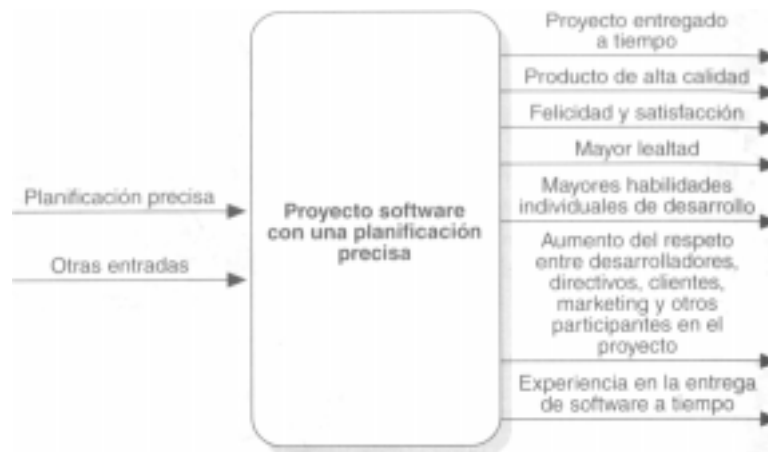 Planificación precisa
Otras entradas
Proyecto software
con una planificación
precisa
Proyecto entregado
a tiempo
Producto de alta calidad
Felicidad y satisfacción
Mayor lealtad
Mayores habilidades
individuales de desarrollo
Aumento del respeto
entre desarrolladores,
directivos, clientes,
marketing y otros
participantes en el
proyecto
Experiencia en la entrega
de software a tiempo